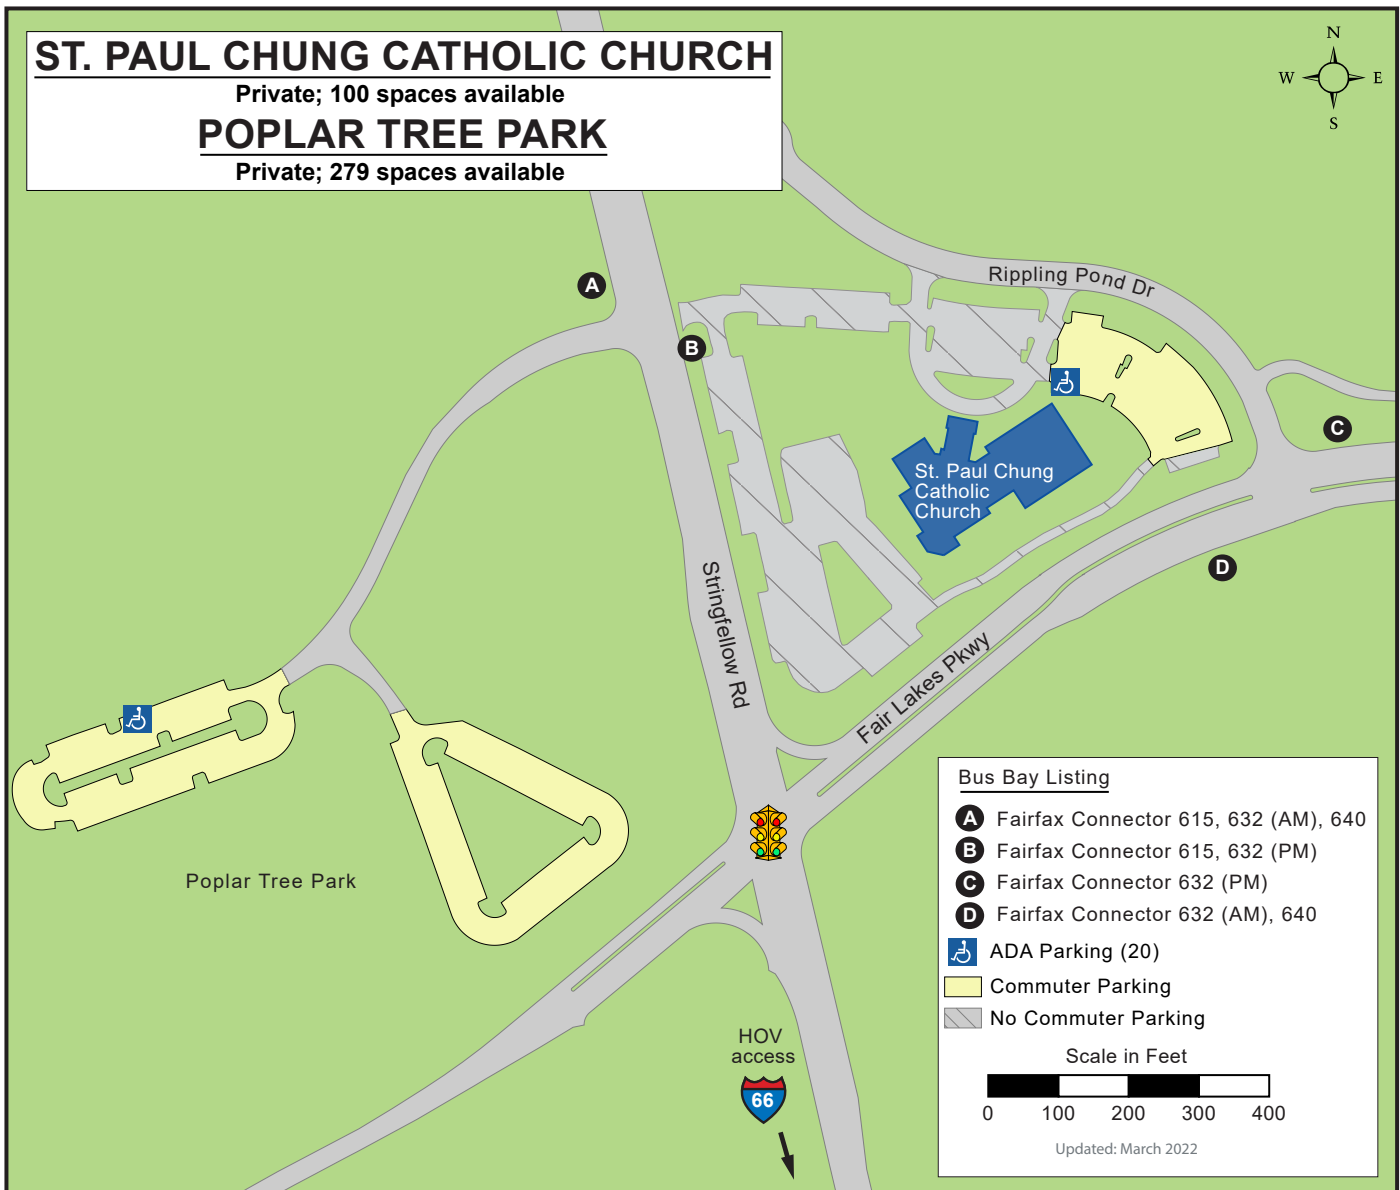 ST. PAUL CHUNG CATHOLIC CHURCH
Private; 100 spaces available
POPLAR TREE PARK
Private; 279 spaces available
N
W
E
S
Rippling Pond Dr
A
B
C
St. Paul Chung
Catholic
Church
D
Stringfellow Rd
Fair Lakes Pkwy
Poplar Tree Park
HOV
access
66
Bus Bay Listing
A Fairfax Connector 615, 632 (AM), 640
B Fairfax Connector 615, 632 (PM)
C Fairfax Connector 632 (PM)
D Fairfax Connector 632 (AM), 640
ADA Parking (20)
Commuter Parking
No Commuter Parking
Scale in Feet
0 100 200 300 400
Updated: March 2022